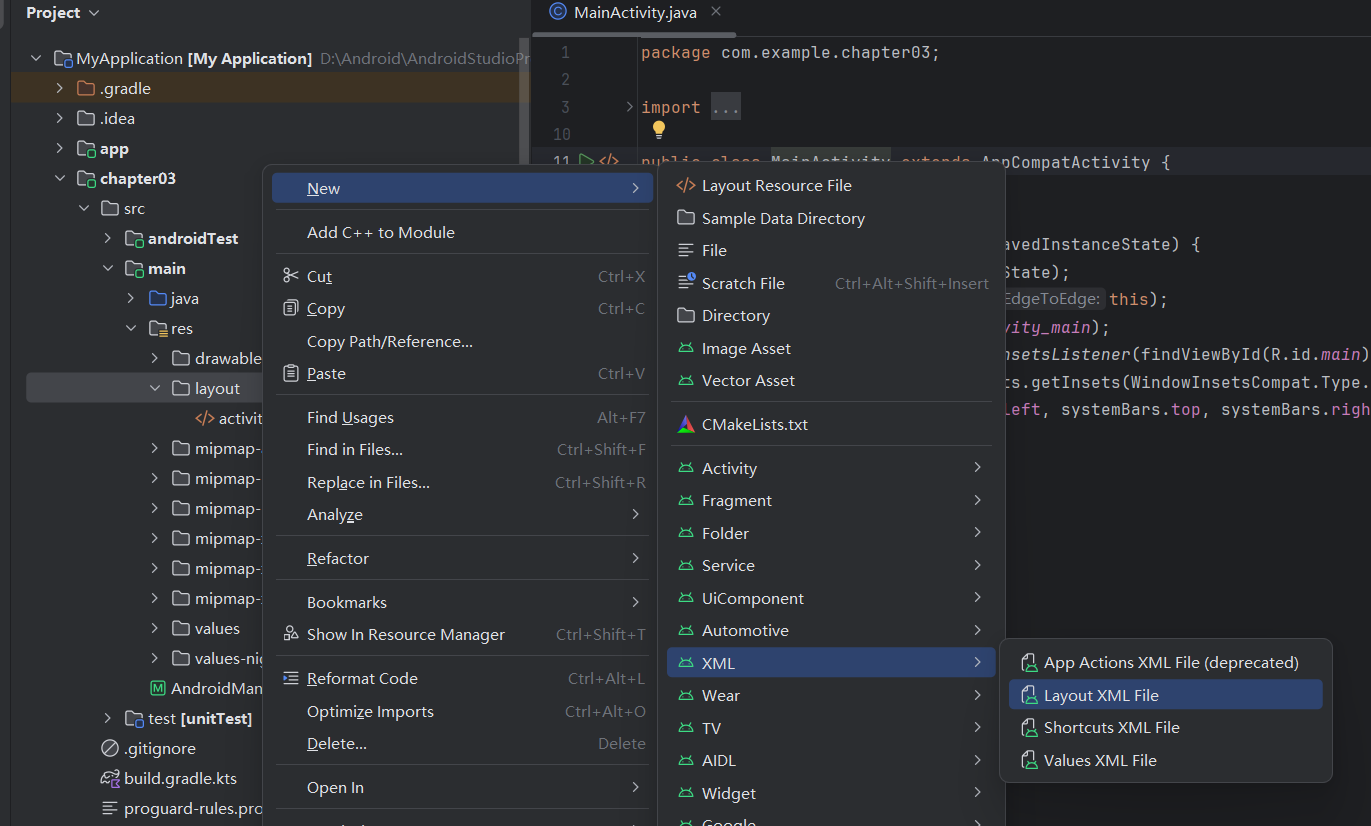 Project
MyApplication [My Application] D:\Android\AndroidStudioPr
.gradle
.idea
app
chapter03
src
androidTest
main
java
res
drawable
layout
activit
mipmap-
mipmap-
mipmap-
mipmap-
mipmap-
mipmap-
values
values-nig
AndroidMan
test [unitTest]
.gitignore
build.gradle.kts
proguard-rules.pro
MainActivity.java
1 package com.example.chapter03;
2
3 import ...
10
11 public class MainActivity extends AppCompatActivity {
avedInstanceState) {
State);
EdgeToEdge: this);
vity_main);
nsetsListener(findViewById(R.id.main)
ts.getInsets(WindowInsetsCompat.Type.
left, systemBars.top, systemBars.righ
New
Add C++ to Module
Cut Ctrl+X
Copy Ctrl+C
Copy Path/Reference...
Paste Ctrl+V
Find Usages Alt+F7
Find in Files... Ctrl+Shift+F
Replace in Files... Ctrl+Shift+R
Analyze
Refactor
Bookmarks
Show In Resource Manager Ctrl+Shift+T
Reformat Code Ctrl+Alt+L
Optimize Imports Ctrl+Alt+O
Delete... Delete
Open In
Layout Resource File
Sample Data Directory
File
Scratch File Ctrl+Alt+Shift+Insert
Directory
Image Asset
Vector Asset
CMakeLists.txt
Activity
Fragment
Folder
Service
UiComponent
Automotive
XML
Wear
TV
AIDL
Widget
Google
App Actions XML File (deprecated)
Layout XML File
Shortcuts XML File
Values XML File